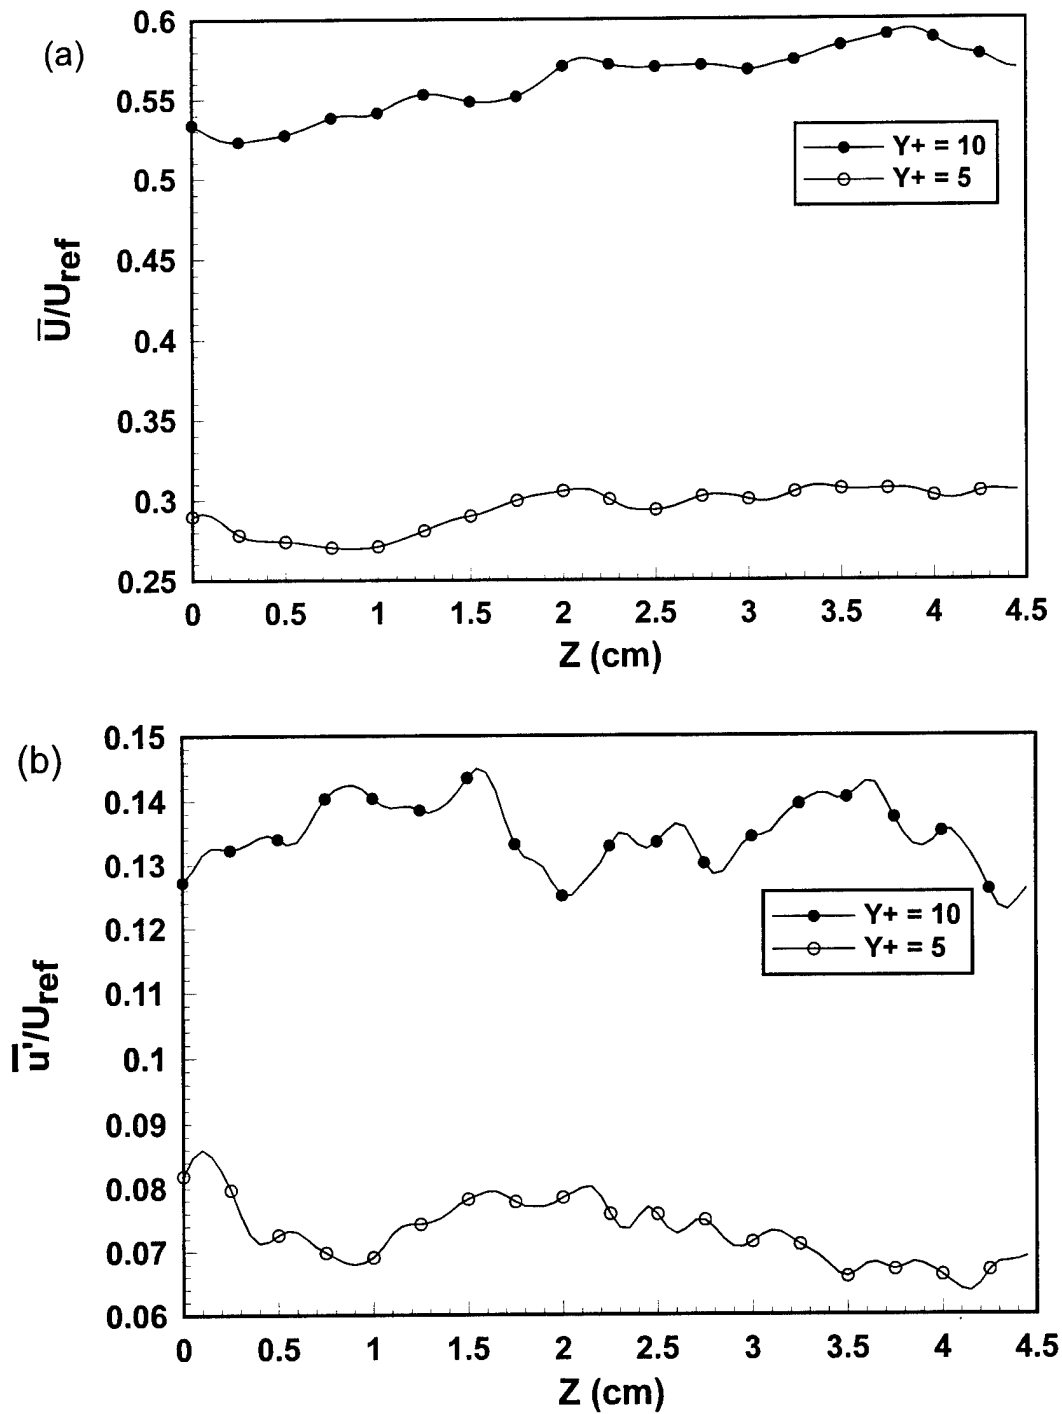 (a)
0.6
0.55
0.5
0.45
0.4
0.35
0.3
0.25
U̅/Uref
Y+ = 10
Y+ = 5
0 0.5 1 1.5 2 2.5 3 3.5 4 4.5
Z (cm)
(b)
0.15
0.14
0.13
0.12
0.11
0.1
0.09
0.08
0.07
0.06
u̅'/Uref
Y+ = 10
Y+ = 5
0 0.5 1 1.5 2 2.5 3 3.5 4 4.5
Z (cm)